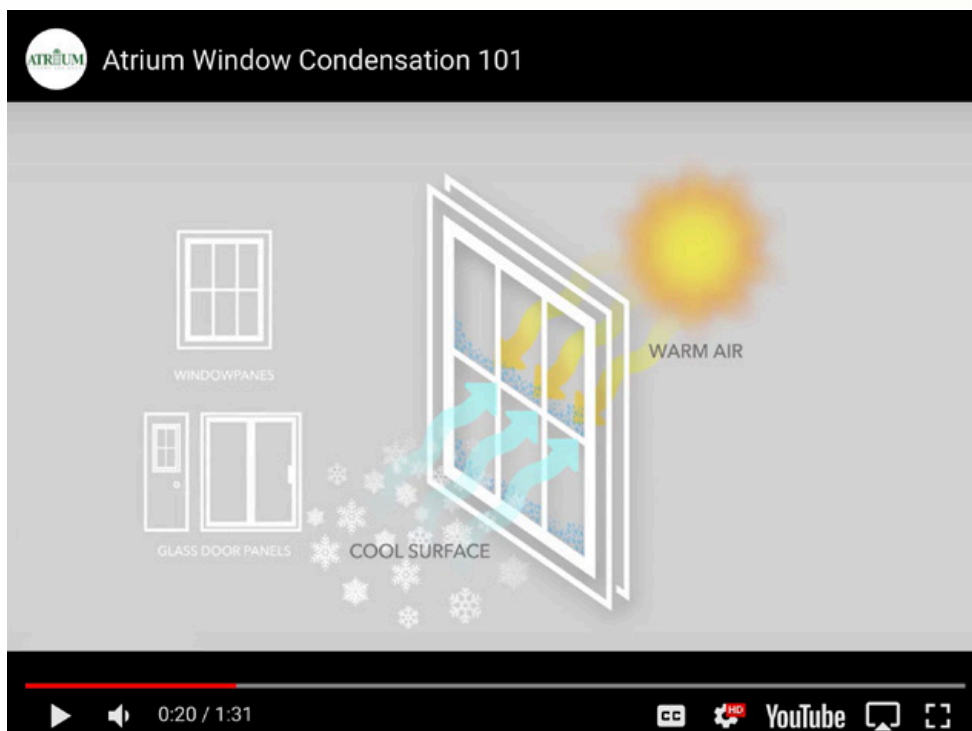 ATRIUM
Atrium Window Condensation 101
WINDOWPANES
WARM AIR
GLASS DOOR PANELS
COOL SURFACE
0:20 / 1:31
CC
HD
YouTube